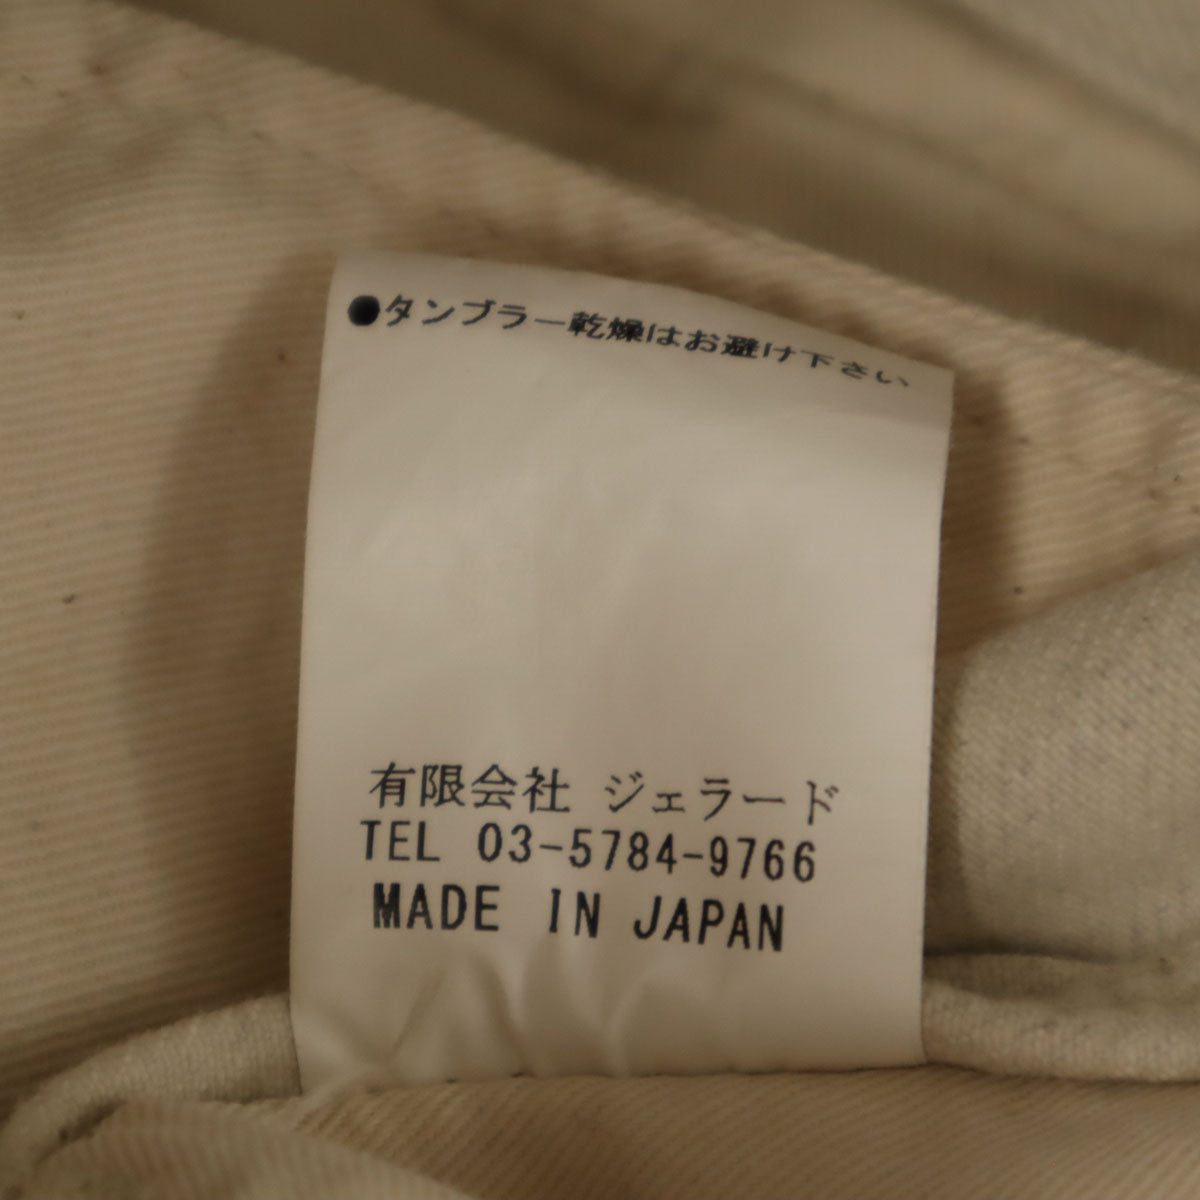 ●タンブラー乾燥はお避け下さい
有限会社 ジェラード
TEL 03-5784-9766
MADE IN JAPAN